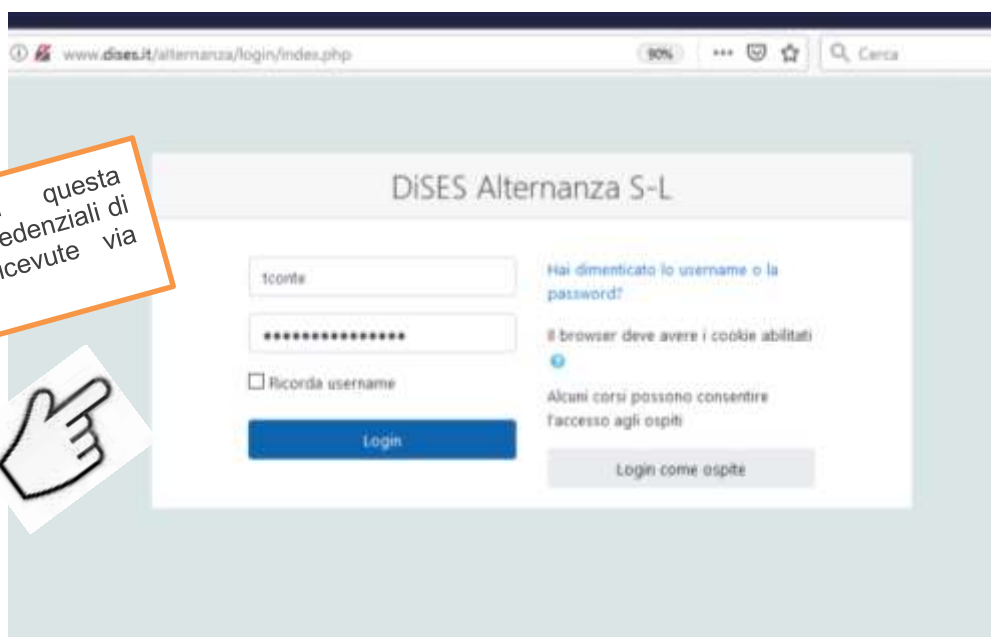 www.dises.it/alternanza/login/index.php
90%
Cerca
questa
edenziali di
icevute via
DiSES Alternanza S-L
tconte
•••••••••••••••
Ricorda username
Login
Hai dimenticato lo username o la
password?
Il browser deve avere i cookie abilitati
Alcuni corsi possono consentire
l'accesso agli ospiti
Login come ospite